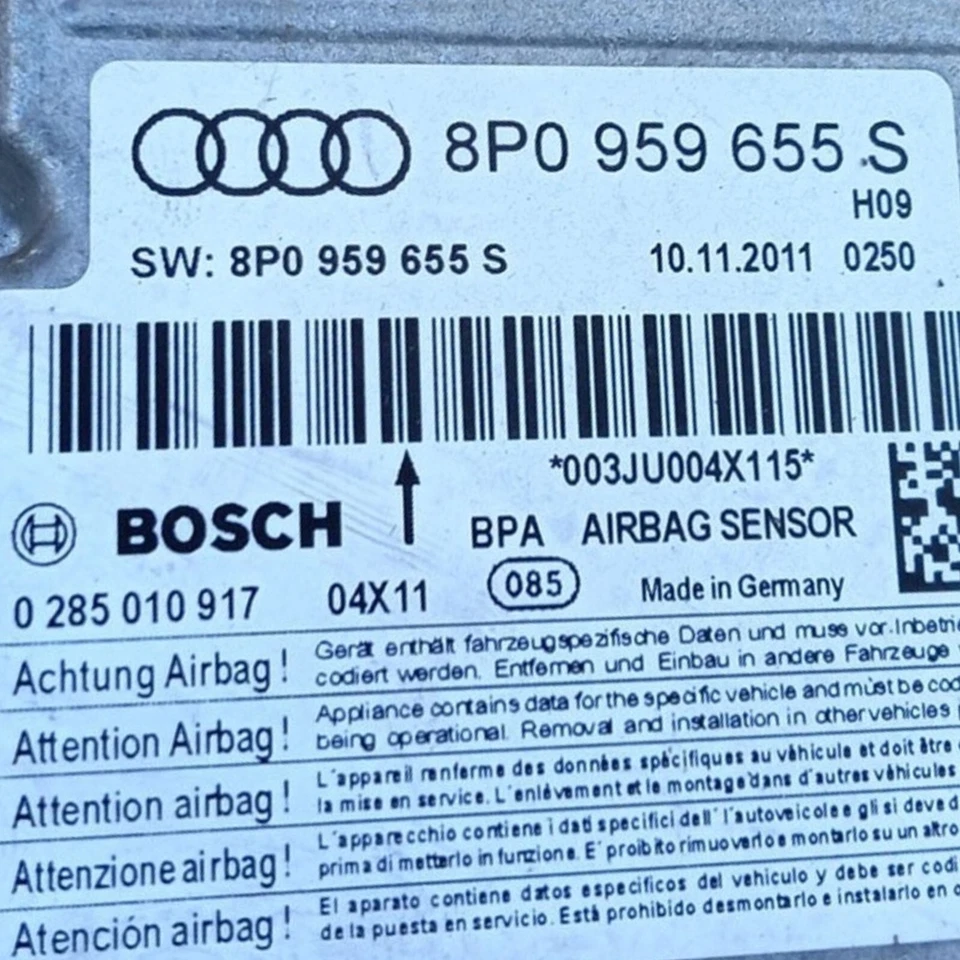 8P0 959 655 S
H09
SW: 8P0 959 655 S 10.11.2011 0250
*003JU004X115*
BOSCH BPA AIRBAG SENSOR
0 285 010 917 04X11 085 Made in Germany
Achtung Airbag! Gerät enthält fahrzeugspezifische Daten und muss vor Inbetrie
codiert werden. Entfernen und Einbau in andere Fahrzeuge
Attention Airbag! Appliance contains data for the specific vehicle and must be cod
being operational. Removal and installation in other vehicles
Attention airbag! L'appareil renferme des données spécifiques au véhicule et doit être
la mise en service. L'enlèvement et le montage dans d'autres véhicules
Attenzione airbag! L'apparecchio contiene i dati specifici dell' l'autoveicolo e gli si deve d
prima di metterlo in funzione. E' proibito rimuoverlo e montarlo su un altro
Atención airbag! El aparato contiene datos especificos del vehiculo y debe ser codi
de la puesta en servicio. Está prohibido desmontarlo e instalarlo en o